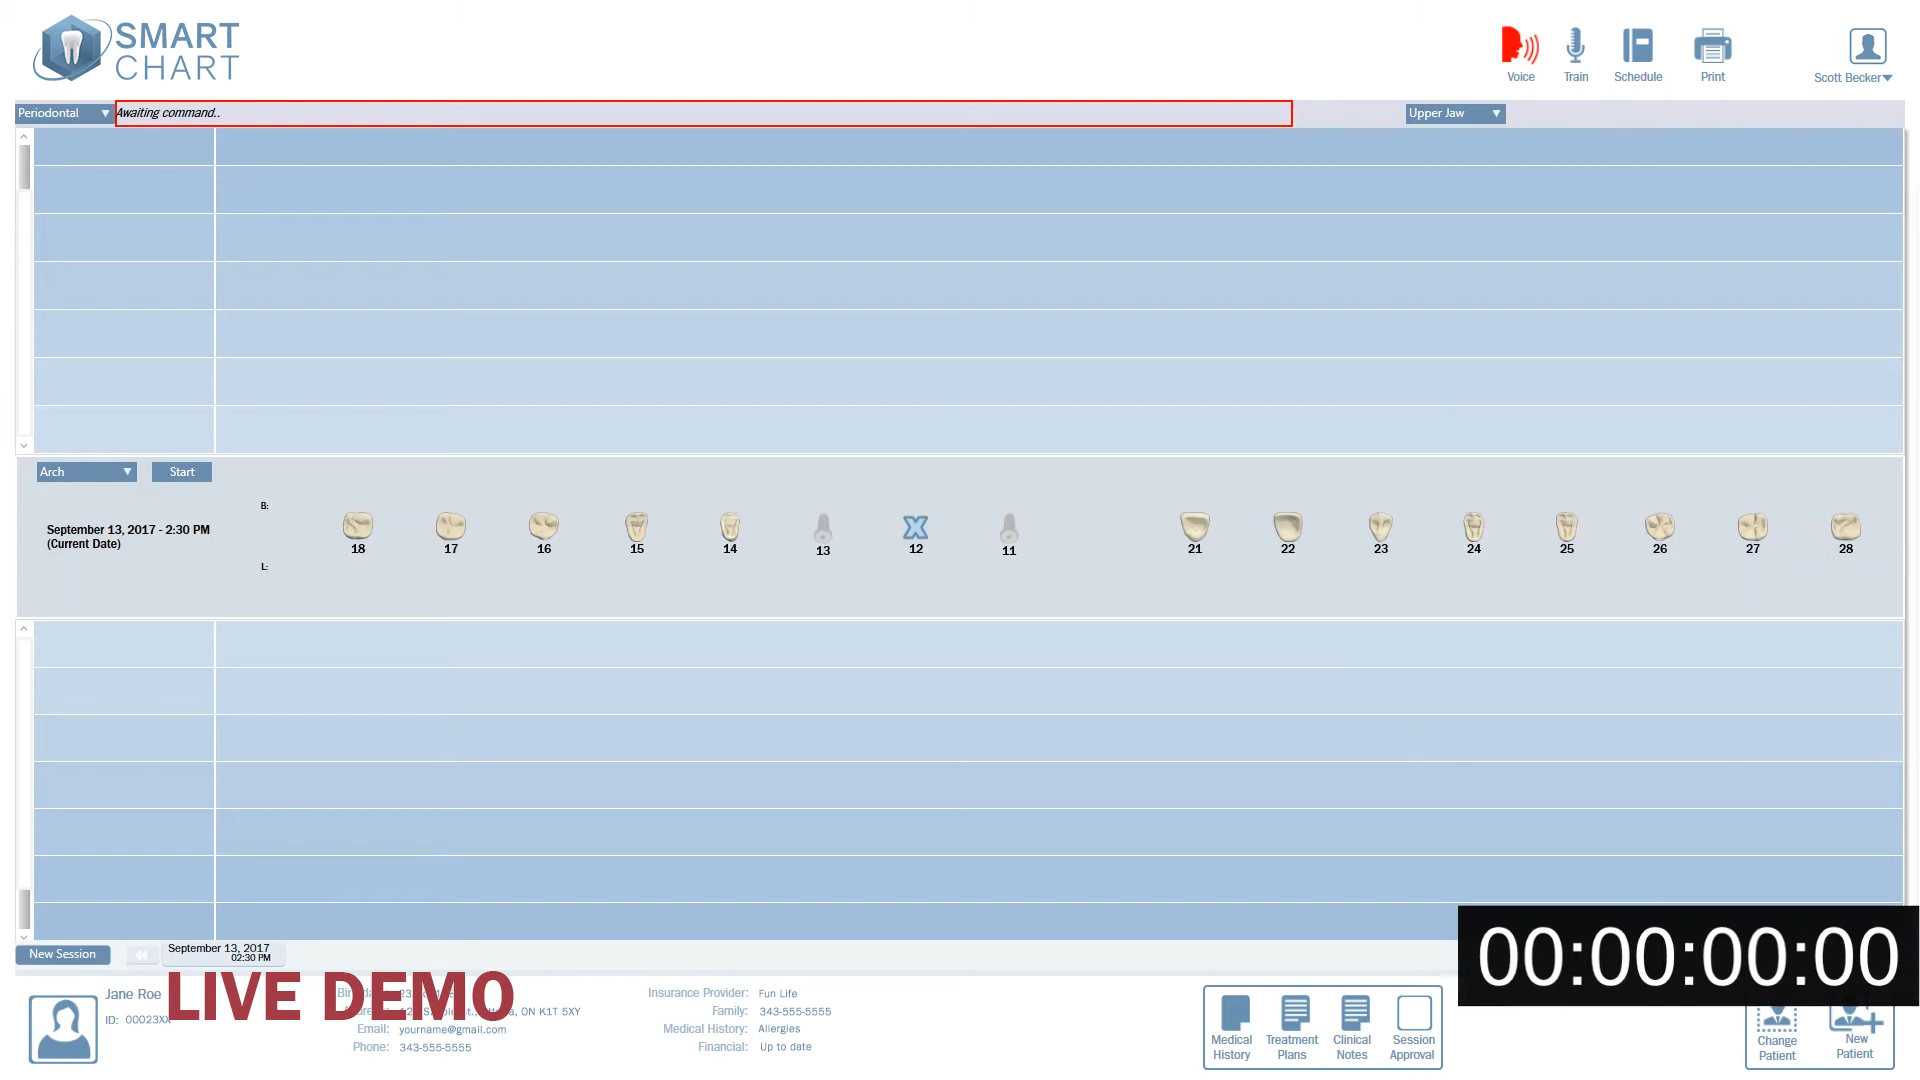 SMART
CHART
Voice
Train
Schedule
Print
Scott Becker
Periodontal
Awaiting command..
Upper Jaw
Arch
Start
B:
September 13, 2017 - 2:30 PM
(Current Date)
18 17 16 15 14 13 12 11 21 22 23 24 25 26 27 28
X
L:
New Session
September 13, 2017
02:30 PM
00:00:00:00
LIVE DEMO
Jane Roe
ID: 00023XX
ON K1T 5XY
Email: yourname@gmail.com
Phone: 343-555-5555
Insurance Provider: Fun Life
Family: 343-555-5555
Medical History: Allergies
Financial: Up to date
Medical History
Treatment Plans
Clinical Notes
Session Approval
Change Patient
New Patient